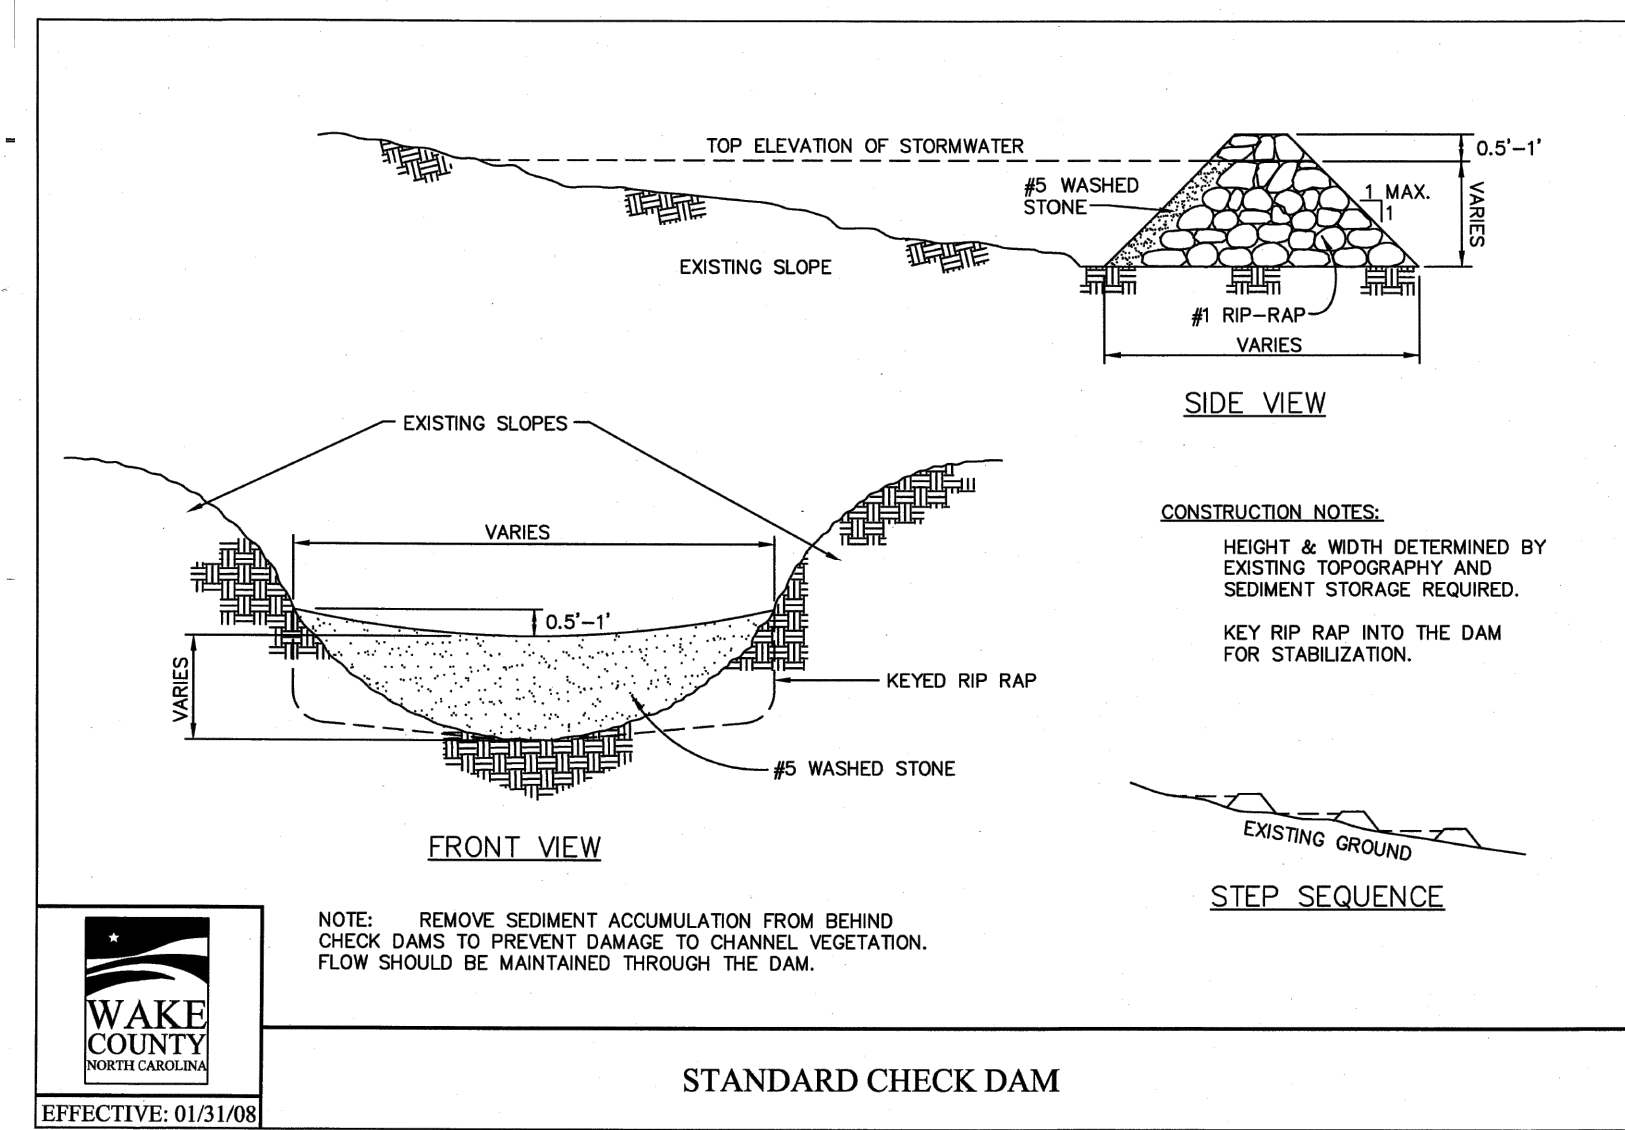 TOP ELEVATION OF STORMWATER
0.5'-1'
#5 WASHED
STONE
1 MAX.
1
VARIES
EXISTING SLOPE
#1 RIP-RAP
VARIES
SIDE VIEW
EXISTING SLOPES
VARIES
0.5'-1'
VARIES
KEYED RIP RAP
#5 WASHED STONE
FRONT VIEW
CONSTRUCTION NOTES:
HEIGHT & WIDTH DETERMINED BY
EXISTING TOPOGRAPHY AND
SEDIMENT STORAGE REQUIRED.
KEY RIP RAP INTO THE DAM
FOR STABILIZATION.
EXISTING GROUND
STEP SEQUENCE
NOTE: REMOVE SEDIMENT ACCUMULATION FROM BEHIND
CHECK DAMS TO PREVENT DAMAGE TO CHANNEL VEGETATION.
FLOW SHOULD BE MAINTAINED THROUGH THE DAM.
WAKE
COUNTY
NORTH CAROLINA
EFFECTIVE: 01/31/08
STANDARD CHECK DAM